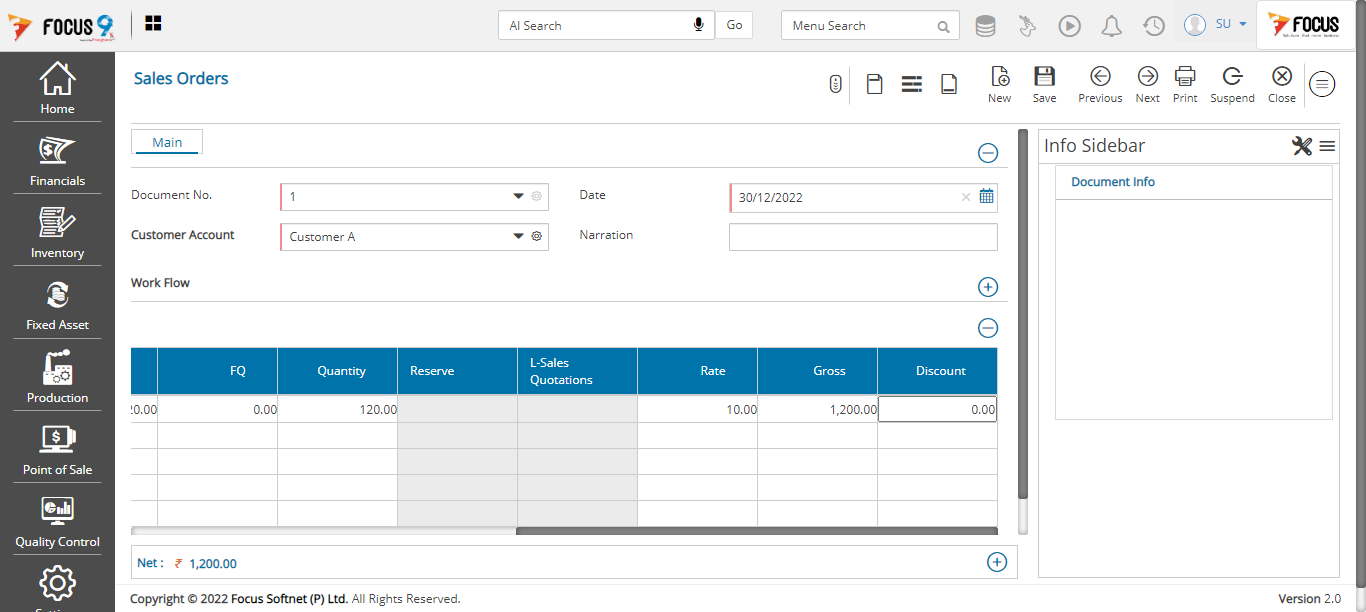 FOCUS 9
AI Search
Go
Menu Search
SU
FOCUS
Home
Financials
Inventory
Fixed Asset
Production
Point of Sale
Quality Control
Sales Orders
New Save Previous Next Print Suspend Close
Main
Document No. 1 Date 30/12/2022
Customer Account Customer A Narration
Work Flow
FQ Quantity Reserve L-Sales Quotations Rate Gross Discount
20.00 0.00 120.00 10.00 1,200.00 0.00
Net : ₹ 1,200.00
Info Sidebar
Document Info
Copyright © 2022 Focus Softnet (P) Ltd. All Rights Reserved.
Version 2.0